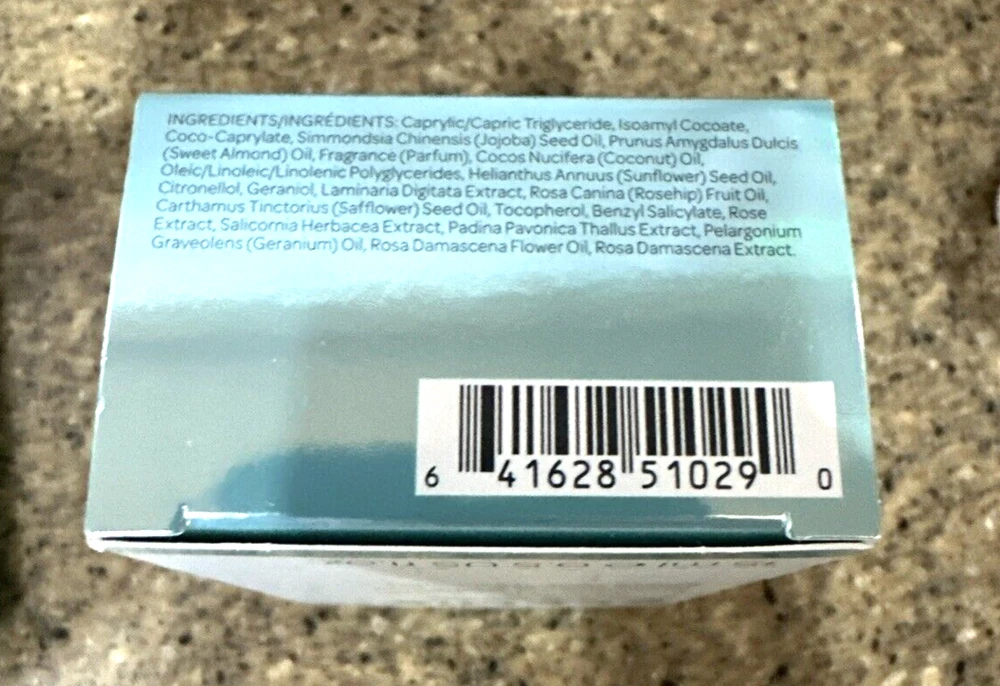 INGREDIENTS/INGRÉDIENTS: Caprylic/Capric Triglyceride, Isoamyl Cocoate,
Coco-Caprylate, Simmondsia Chinensis (Jojoba) Seed Oil, Prunus Amygdalus Dulcis
(Sweet Almond) Oil, Fragrance (Parfum), Cocos Nucifera (Coconut) Oil,
Oleic/Linoleic/Linolenic Polyglycerides, Helianthus Annuus (Sunflower) Seed Oil,
Citronellol, Geraniol, Laminaria Digitata Extract, Rosa Canina (Rosehip) Fruit Oil,
Carthamus Tinctorius (Safflower) Seed Oil, Tocopherol, Benzyl Salicylate, Rose
Extract, Salicornia Herbacea Extract, Padina Pavonica Thallus Extract, Pelargonium
Graveolens (Geranium) Oil, Rosa Damascena Flower Oil, Rosa Damascena Extract.
6 41628 51029 0